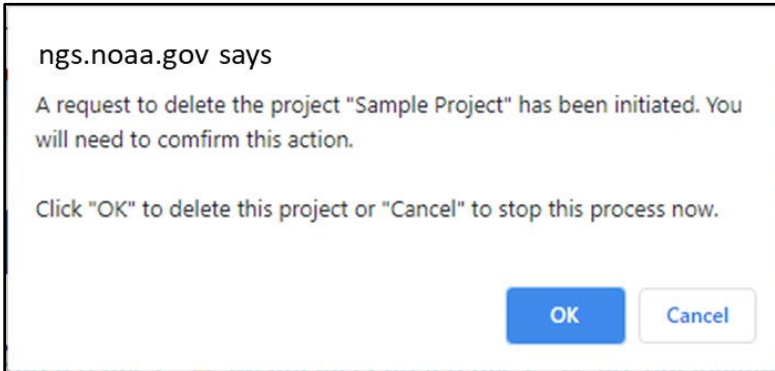 ngs.noaa.gov says
A request to delete the project "Sample Project" has been initiated. You
will need to comfirm this action.
Click "OK" to delete this project or "Cancel" to stop this process now.
OK
Cancel